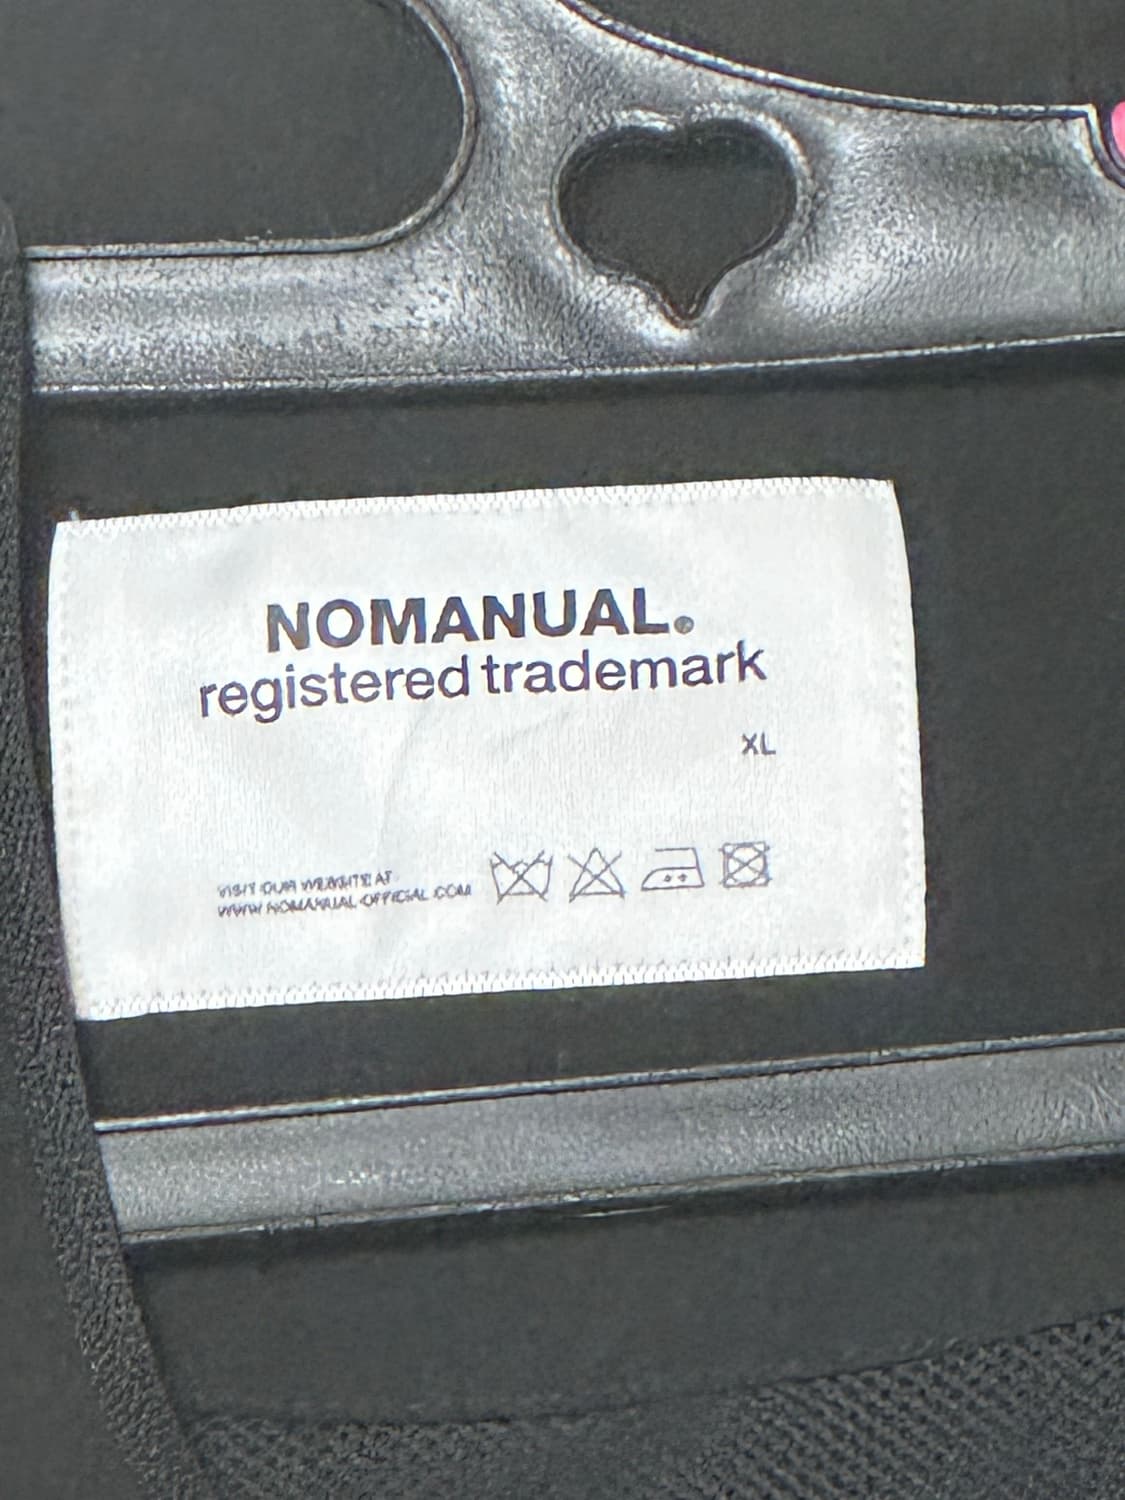 NOMANUAL.®
registered trademark
XL
VISIT OUR WEBSITE AT
WWW.NOMANUAL-OFFICIAL.COM